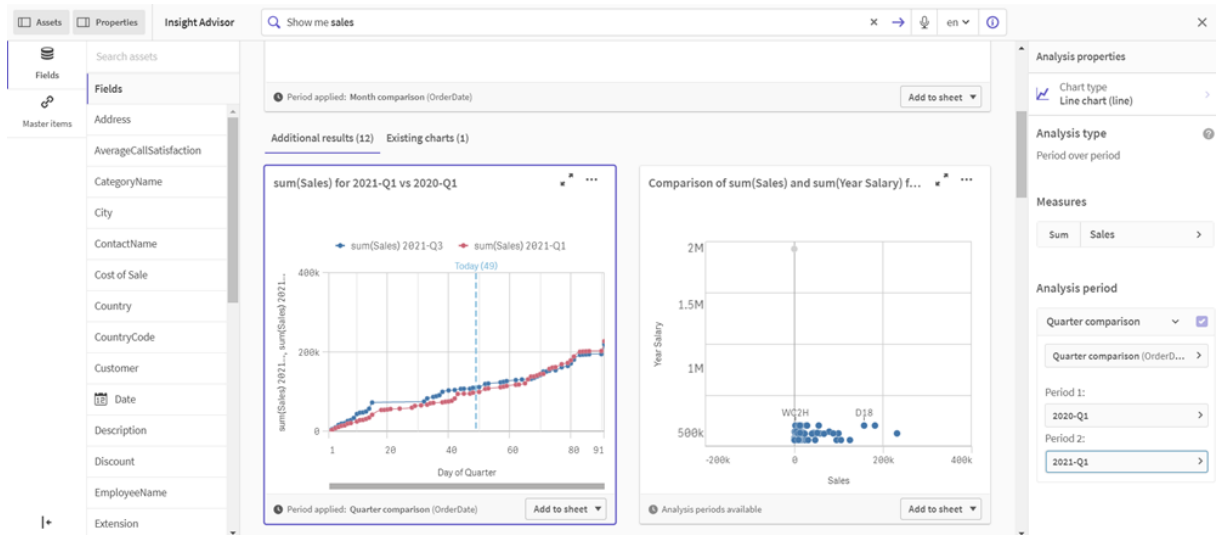 Assets Properties Insight Advisor Show me sales en
Fields
Master items
Search assets
Fields
Address
AverageCallSatisfaction
CategoryName
City
ContactName
Cost of Sale
Country
CountryCode
Customer
Date
Description
Discount
EmployeeName
Extension
Period applied: Month comparison (OrderDate) Add to sheet
Additional results (12) Existing charts (1)
sum(Sales) for 2021-Q1 vs 2020-Q1
sum(Sales) 2021-Q3 sum(Sales) 2021-Q1
Today (49)
sum(Sales) 2021..., sum(Sales) 2021...
400k
200k
0
1 20 40 60 80 91
Day of Quarter
Period applied: Quarter comparison (OrderDate) Add to sheet
Comparison of sum(Sales) and sum(Year Salary) f...
Year Salary
2M
1.5M
1M
500k
WC2H D18
-200k 0 200k 400k
Sales
Analysis periods available Add to sheet
Analysis properties
Chart type
Line chart (line)
Analysis type
Period over period
Measures
Sum Sales
Analysis period
Quarter comparison
Quarter comparison (OrderD...
Period 1:
2020-Q1
Period 2:
2021-Q1